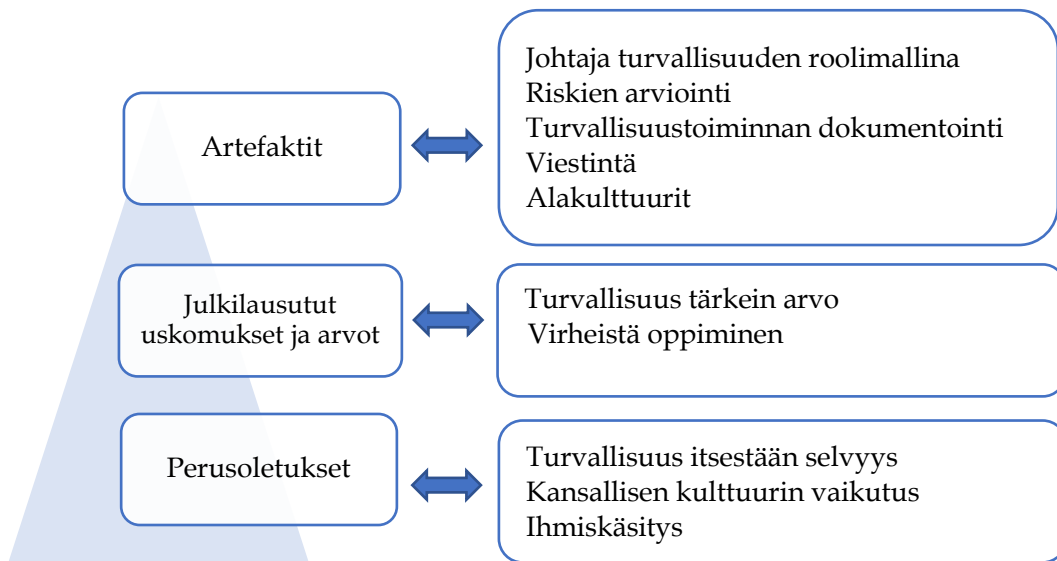 Artefaktit
Johtaja turvallisuuden roolimallina
Riskien arviointi
Turvallisuustoiminnan dokumentointi
Viestintä
Alakulttuurit
Julkilausutut
uskomukset ja arvot
Turvallisuus tärkein arvo
Virheistä oppiminen
Perusoletukset
Turvallisuus itsestään selvyys
Kansallisen kulttuurin vaikutus
Ihmiskäsitys